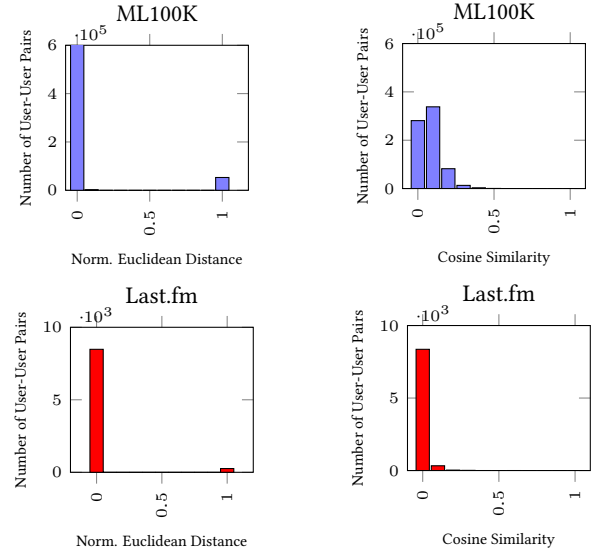 ML100K
·10^5
6
4
2
0
0
0.5
1
Number of User-User Pairs
Norm. Euclidean Distance
ML100K
·10^5
6
4
2
0
0
0.5
1
Number of User-User Pairs
Cosine Similarity
Last.fm
·10^3
10
5
0
0
1
Number of User-User Pairs
Norm. Euclidean Distance
Last.fm
·10^3
10
5
0
0
0.5
1
Number of User-User Pairs
Cosine Similarity